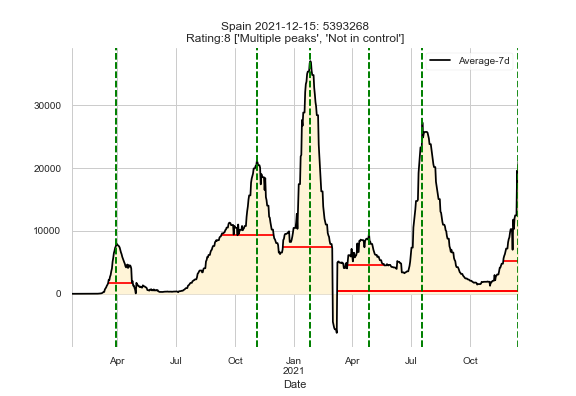 Spain 2021-12-15: 5393268
Rating:8 ['Multiple peaks', 'Not in control']
Average-7d
30000
20000
10000
0
Apr Jul Oct Jan Apr Jul Oct
2021
Date